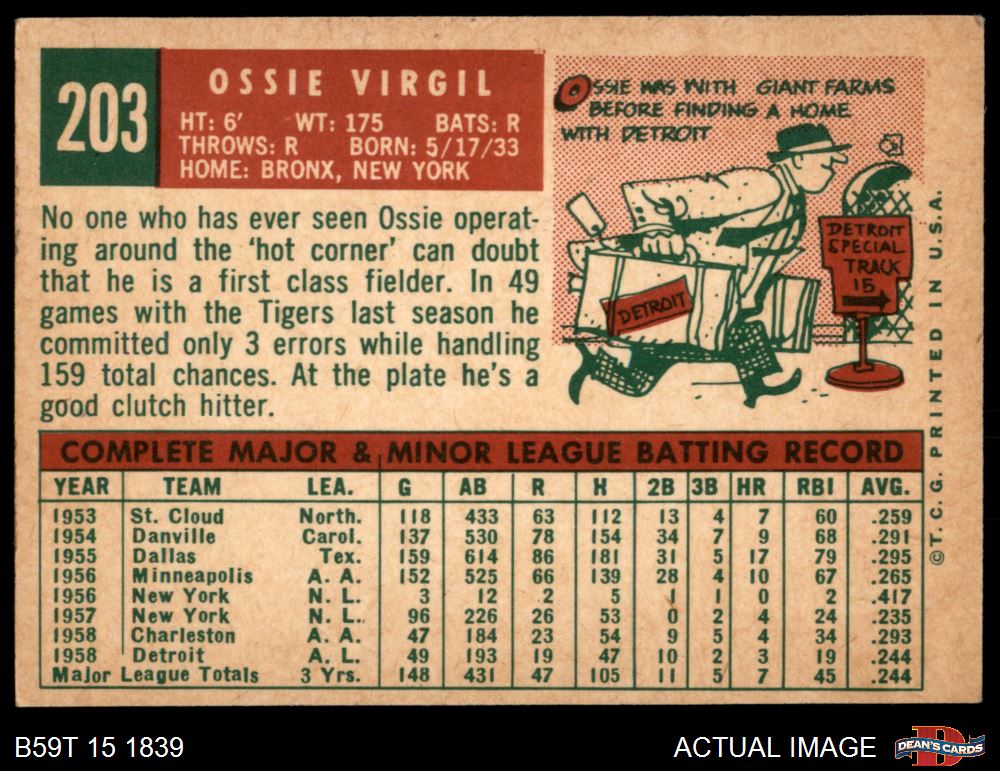 203
OSSIE VIRGIL
HT: 6' WT: 175 BATS: R
THROWS: R BORN: 5/17/33
HOME: BRONX, NEW YORK
OSSIE WAS WITH GIANT FARMS
BEFORE FINDING A HOME
WITH DETROIT
DETROIT
SPECIAL
TRACK
15
DETROIT
No one who has ever seen Ossie operat-
ing around the 'hot corner' can doubt
that he is a first class fielder. In 49
games with the Tigers last season he
committed only 3 errors while handling
159 total chances. At the plate he's a
good clutch hitter.
COMPLETE MAJOR & MINOR LEAGUE BATTING RECORD
YEAR TEAM LEA. G AB R H 2B 3B HR RBI AVG.
1953 St. Cloud North. 118 433 63 112 13 4 7 60 .259
1954 Danville Carol. 137 530 78 154 34 7 9 68 .291
1955 Dallas Tex. 159 614 86 181 31 5 17 79 .295
1956 Minneapolis A. A. 152 525 66 139 28 4 10 67 .265
1956 New York N. L. 3 12 2 5 1 1 0 2 .417
1957 New York N. L. 96 226 26 53 0 2 4 24 .235
1958 Charleston A. A. 47 184 23 54 9 5 4 34 .293
1958 Detroit A. L. 49 193 19 47 10 2 3 19 .244
Major League Totals 3 Yrs. 148 431 47 105 11 5 7 45 .244
© T. C. G. PRINTED IN U.S.A.
B59T 15 1839
ACTUAL IMAGE
DEAN'S CARDS